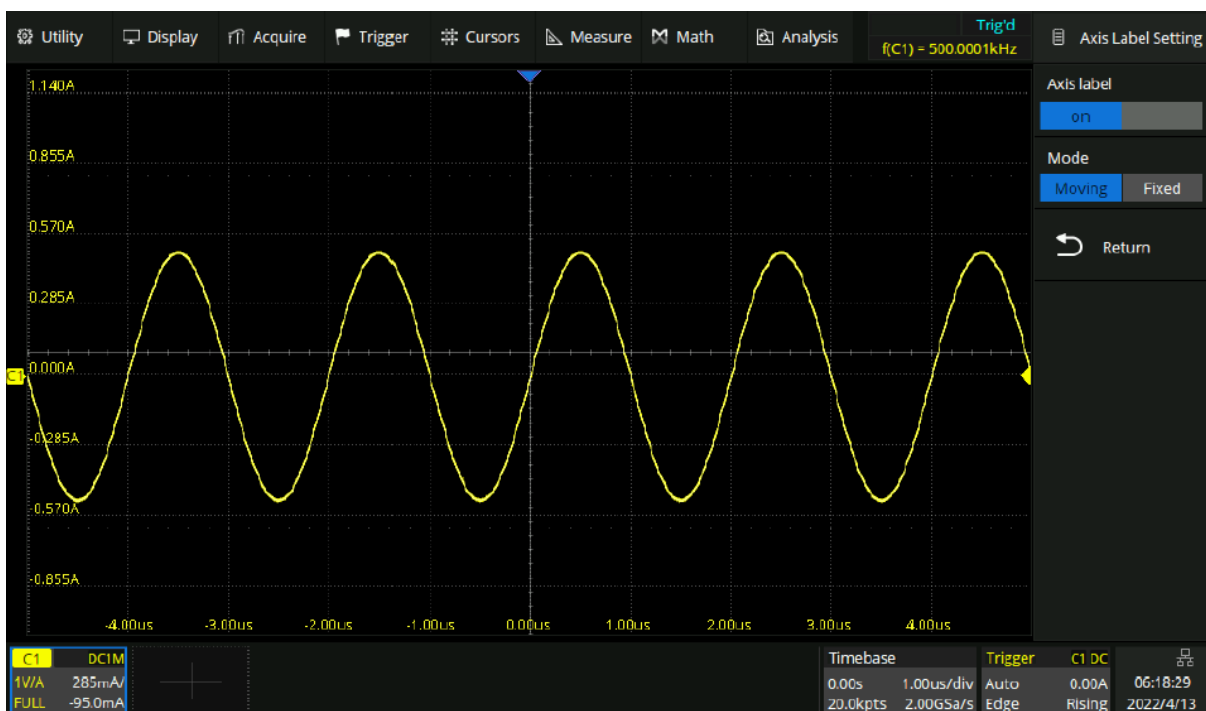 Utility Display Acquire Trigger Cursors Measure Math Analysis
Trig'd
f(C1) = 500.0001kHz
Axis Label Setting
Axis label
on
Mode
Moving Fixed
Return
1.140A
0.855A
0.570A
0.285A
C1 0.000A
-0.285A
-0.570A
-0.855A
-4.00us -3.00us -2.00us -1.00us 0.00us 1.00us 2.00us 3.00us 4.00us
C1 DC1M
1V/A 285mA/
FULL -95.0mA
Timebase
0.00s 1.00us/div
20.0kpts 2.00GSa/s
Trigger C1 DC
Auto 0.00A
Edge Rising
06:18:29
2022/4/13